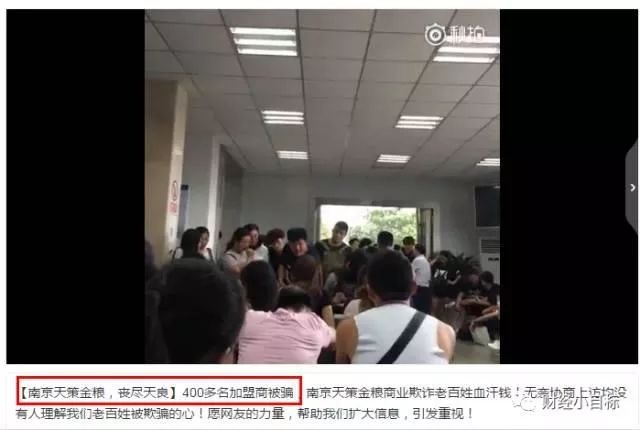 秒拍
【南京天策金粮，丧尽天良】400多名加盟商被骗 南京天策金粮商业欺诈老百姓血汗钱！无奈协商上访均没
有人理解我们老百姓被欺骗的心！愿网友的力量，帮助我们扩大信息，引发重视！
财经小目标